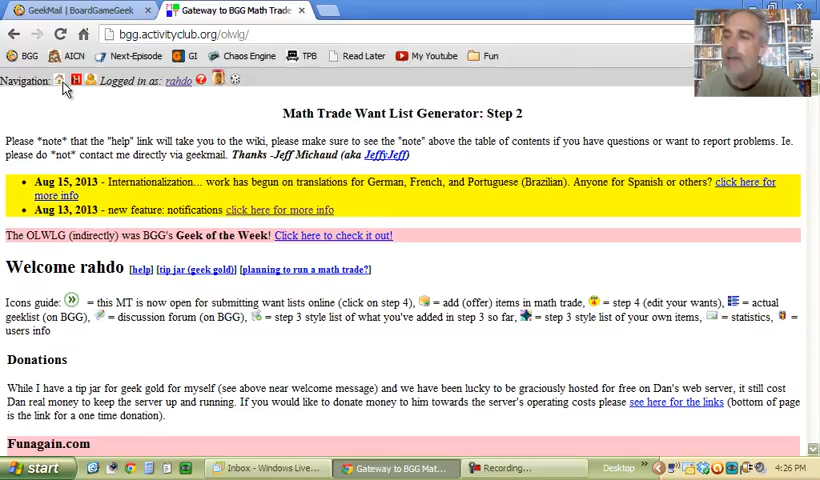 GeekMail | BoardGameGeek
Gateway to BGG Math Trade
bgg.activityclub.org/olwlg/
BGG AICN Next-Episode GI Chaos Engine TPB Read Later My Youtube Fun
Navigation: H Logged in as: rahdo ?
Math Trade Want List Generator: Step 2
Please *note* that the "help" link will take you to the wiki, please make sure to see the "note" above the table of contents if you have questions or want to report problems. Ie.
please do *not* contact me directly via geekmail. Thanks -Jeff Michaud (aka JeffyJeff)
• Aug 15, 2013 - Internationalization... work has begun on translations for German, French, and Portuguese (Brazilian). Anyone for Spanish or others? click here for
more info
• Aug 13, 2013 - new feature: notifications click here for more info
The OLWLG (indirectly) was BGG's Geek of the Week! Click here to check it out!
Welcome rahdo [help] [tip jar (geek gold)] [planning to run a math trade?]
Icons guide: = this MT is now open for submitting want lists online (click on step 4), = add (offer) items in math trade, = step 4 (edit your wants), = actual
geeklist (on BGG), = discussion forum (on BGG), = step 3 style list of what you've added in step 3 so far, = step 3 style list of your own items, = statistics, =
users info
Donations
While I have a tip jar for geek gold for myself (see above near welcome message) and we have been lucky to be graciously hosted for free on Dan's web server, it still cost
Dan real money to keep the server up and running. If you would like to donate money to him towards the server's operating costs please see here for the links (bottom of page
is the link for a one time donation).
Funagain.com
start Inbox - Windows Live... Gateway to BGG Mat... Recording... Desktop » 4:26 PM